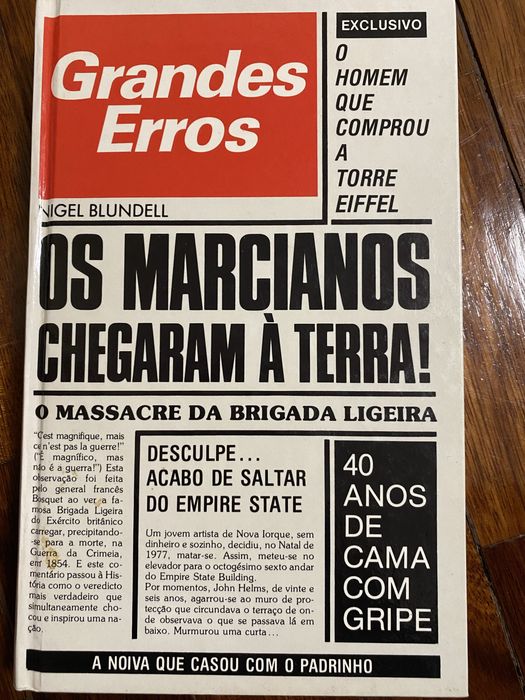 Grandes
Erros
NIGEL BLUNDELL
EXCLUSIVO
O
HOMEM
QUE
COMPROU
A
TORRE
EIFFEL
OS MARCIANOS
CHEGARAM À TERRA!
O MASSACRE DA BRIGADA LIGEIRA
“C'est magnifique, mais
ce n'est pas la guerre!”
(“É magnífico, mas
não é a guerra!”) Esta
observação foi feita
pelo general francês
Bosquet ao ver a fa-
mosa Brigada Ligeira
do Exército britânico
carregar, precipitando-
-se para a morte, na
Guerra da Crimeia,
em 1854. E este co-
mentário passou à His-
tória como o veredicto
mais verdadeiro que
simultaneamente cho-
cou e inspirou uma na-
ção.
DESCULPE...
ACABO DE SALTAR
DO EMPIRE STATE
Um jovem artista de Nova Iorque, sem
dinheiro e sozinho, decidiu, no Natal de
1977, matar-se. Assim, meteu-se no
elevador para o octogésimo sexto andar
do Empire State Building.
Por momentos, John Helms, de vinte e
seis anos, agarrou-se ao muro de pro-
tecção que circundava o terraço de on-
de observava o que se passava lá em
baixo. Murmurou uma curta...
40
ANOS
DE
CAMA
COM
GRIPE
A NOIVA QUE CASOU COM O PADRINHO